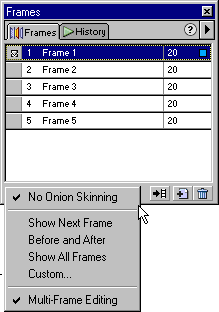 Frames
Frames History ?
1 Frame 1 20
2 Frame 2 20
3 Frame 3 20
4 Frame 4 20
5 Frame 5 20
No Onion Skinning
Show Next Frame
Before and After
Show All Frames
Custom...
Multi-Frame Editing